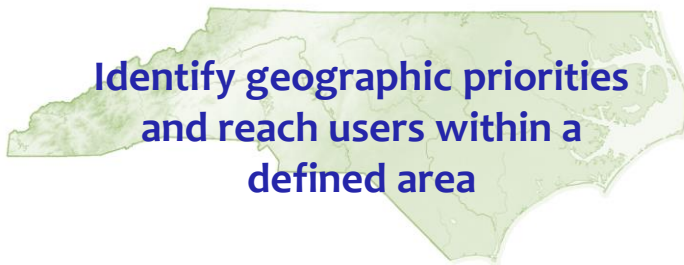 Identify geographic priorities
and reach users within a
defined area